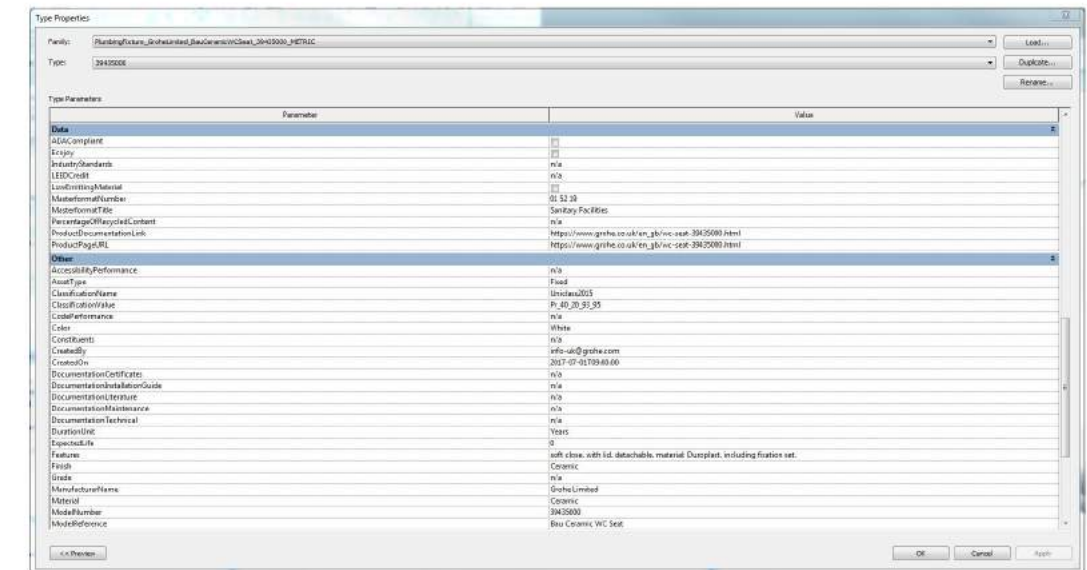 Type Properties
Family: PlumbingFixture_GroheLimited_BauCeramicWCSeat_39435000_METRIC Load...
Type: 39435000 Duplicate...
Rename...
Type Parameters
Parameter Value
Data
ADACompliant
Ecojoy
IndustryStandards n/a
LEEDCredit n/a
LowEmittingMaterial
MasterformatNumber 01 52 19
MasterformatTitle Sanitary Facilities
PercentageOfRecycledContent n/a
ProductDocumentationLink https://www.grohe.co.uk/en_gb/wc-seat-39435000.html
ProductPageURL https://www.grohe.co.uk/en_gb/wc-seat-39435000.html
Other
AccessibilityPerformance n/a
AssetType Fixed
ClassificationName Uniclass2015
ClassificationValue Pr_40_20_93_95
CodePerformance n/a
Color White
Constituents n/a
CreatedBy info-uk@grohe.com
CreatedOn 2017-07-01T09:00:00
DocumentationCertificates n/a
DocumentationInstallationGuide n/a
DocumentationLiterature n/a
DocumentationMaintenance n/a
DocumentationTechnical n/a
DurationUnit Years
ExpectedLife 0
Features soft close, with lid, detachable, material: Duroplast, including fixation set.
Finish Ceramic
Grade n/a
ManufacturerName Grohe Limited
Material Ceramic
ModelNumber 39435000
ModelReference Bau Ceramic WC Seat
<< Preview OK Cancel Apply